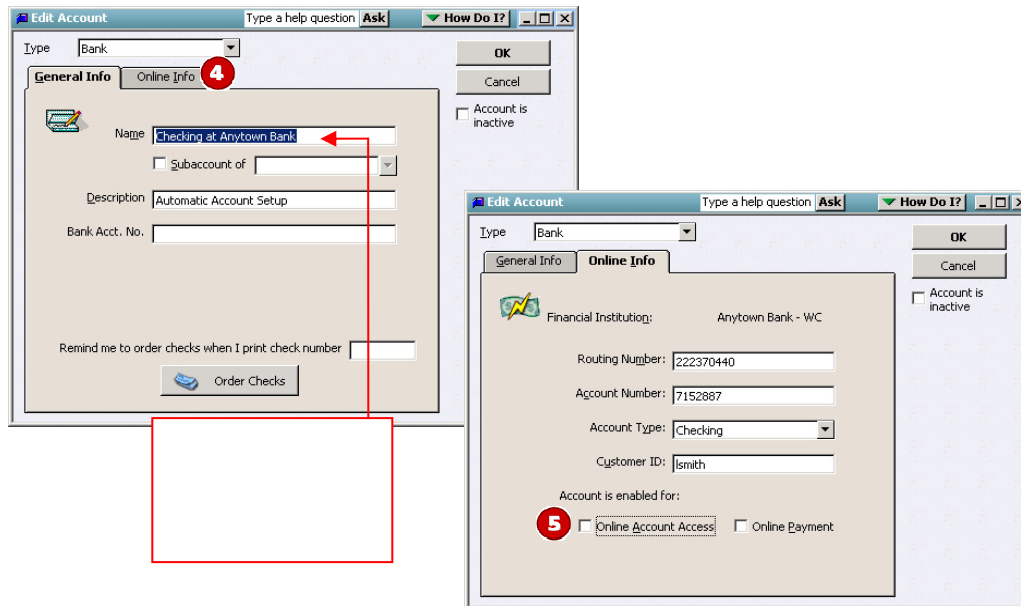 Edit Account Type a help question Ask How Do I?
Type Bank
OK
General Info Online Info 4
Cancel
Account is
inactive
Name Checking at Anytown Bank
Subaccount of
Description Automatic Account Setup
Bank Acct. No.
Remind me to order checks when I print check number
Order Checks
Edit Account Type a help question Ask How Do I?
Type Bank
OK
General Info Online Info
Cancel
Account is
inactive
Financial Institution: Anytown Bank - WC
Routing Number: 222370440
Account Number: 7152887
Account Type: Checking
Customer ID: lsmith
Account is enabled for:
5 Online Account Access Online Payment